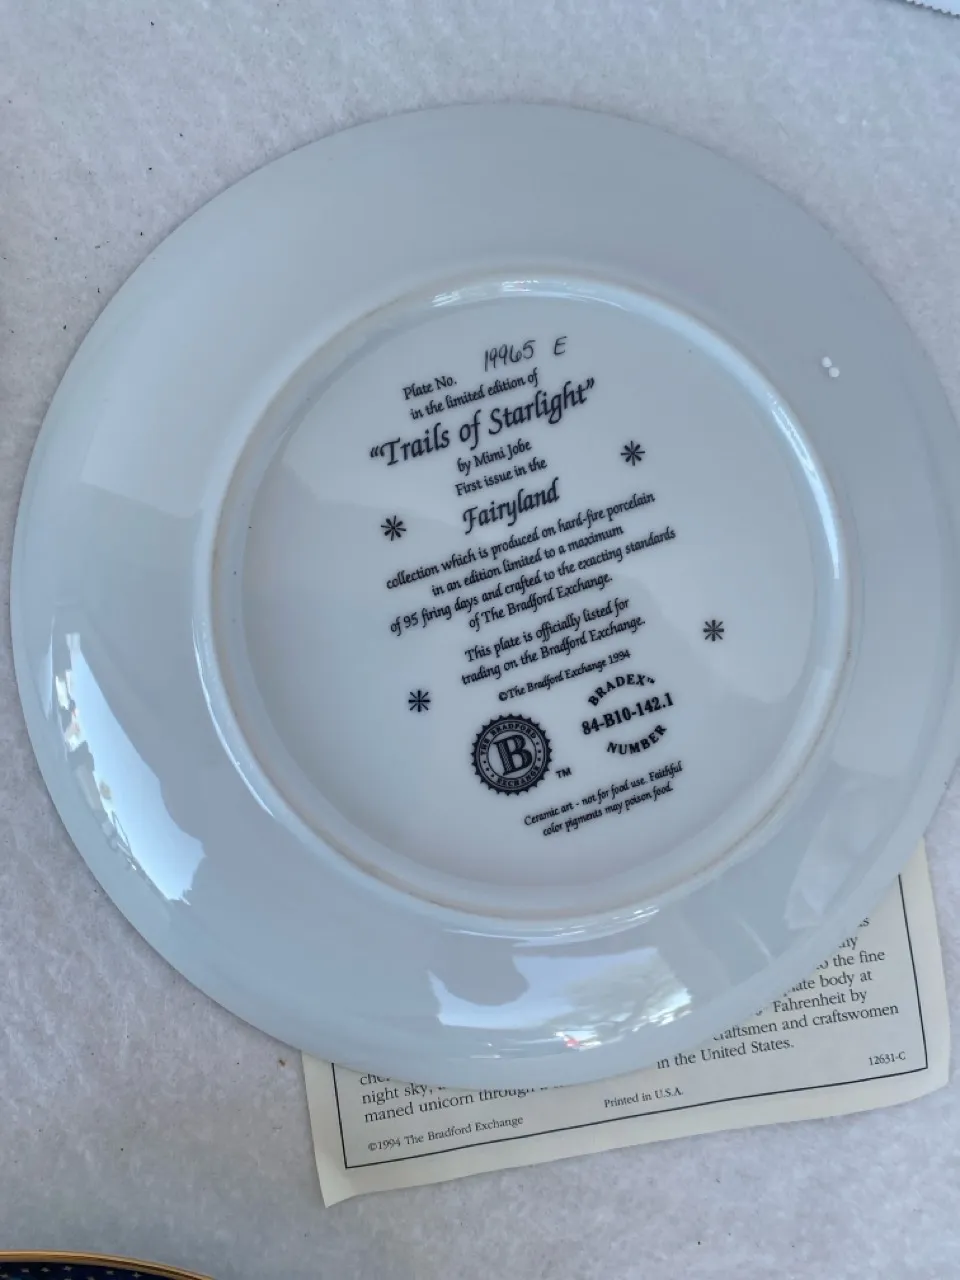 Plate No. 19965 E
in the limited edition of
"Trails of Starlight"
by Mimi Jobe
First issue in the
Fairyland
collection which is produced on hard-fire porcelain
in an edition limited to a maximum
of 95 firing days and crafted to the exacting standards
of The Bradford Exchange.
This plate is officially listed for
trading on the Bradford Exchange.
©The Bradford Exchange 1994
BRADEX™
84-B10-142.1
NUMBER
THE BRADFORD
B
EXCHANGE
TM
Ceramic art - not for food use. Faithful
color pigments may poison food.
the fine
body at
Fahrenheit by
craftsmen and craftswomen
night sky,
in the United States.
maned unicorn through
12631-C
©1994 The Bradford Exchange
Printed in U.S.A.